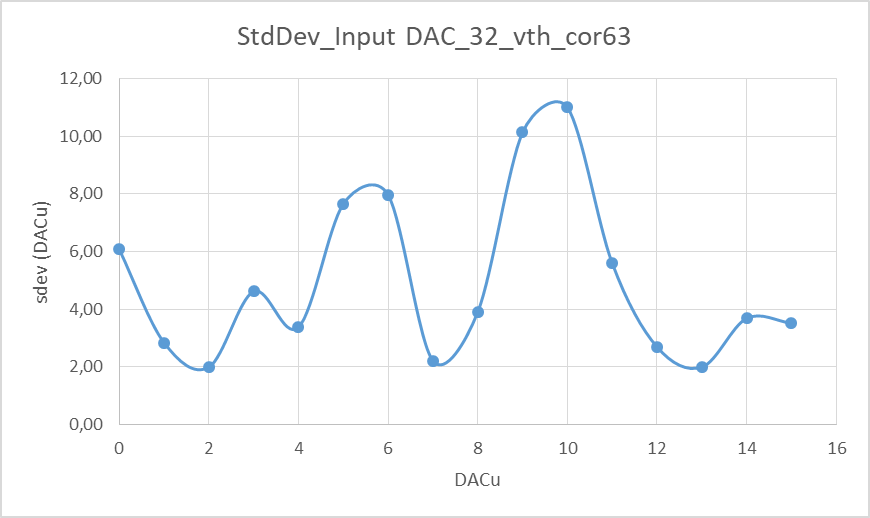 StdDev_Input DAC_32_vth_cor63
12,00
10,00
8,00
6,00
4,00
2,00
0,00
sdev (DACu)
0 2 4 6 8 10 12 14 16
DACu